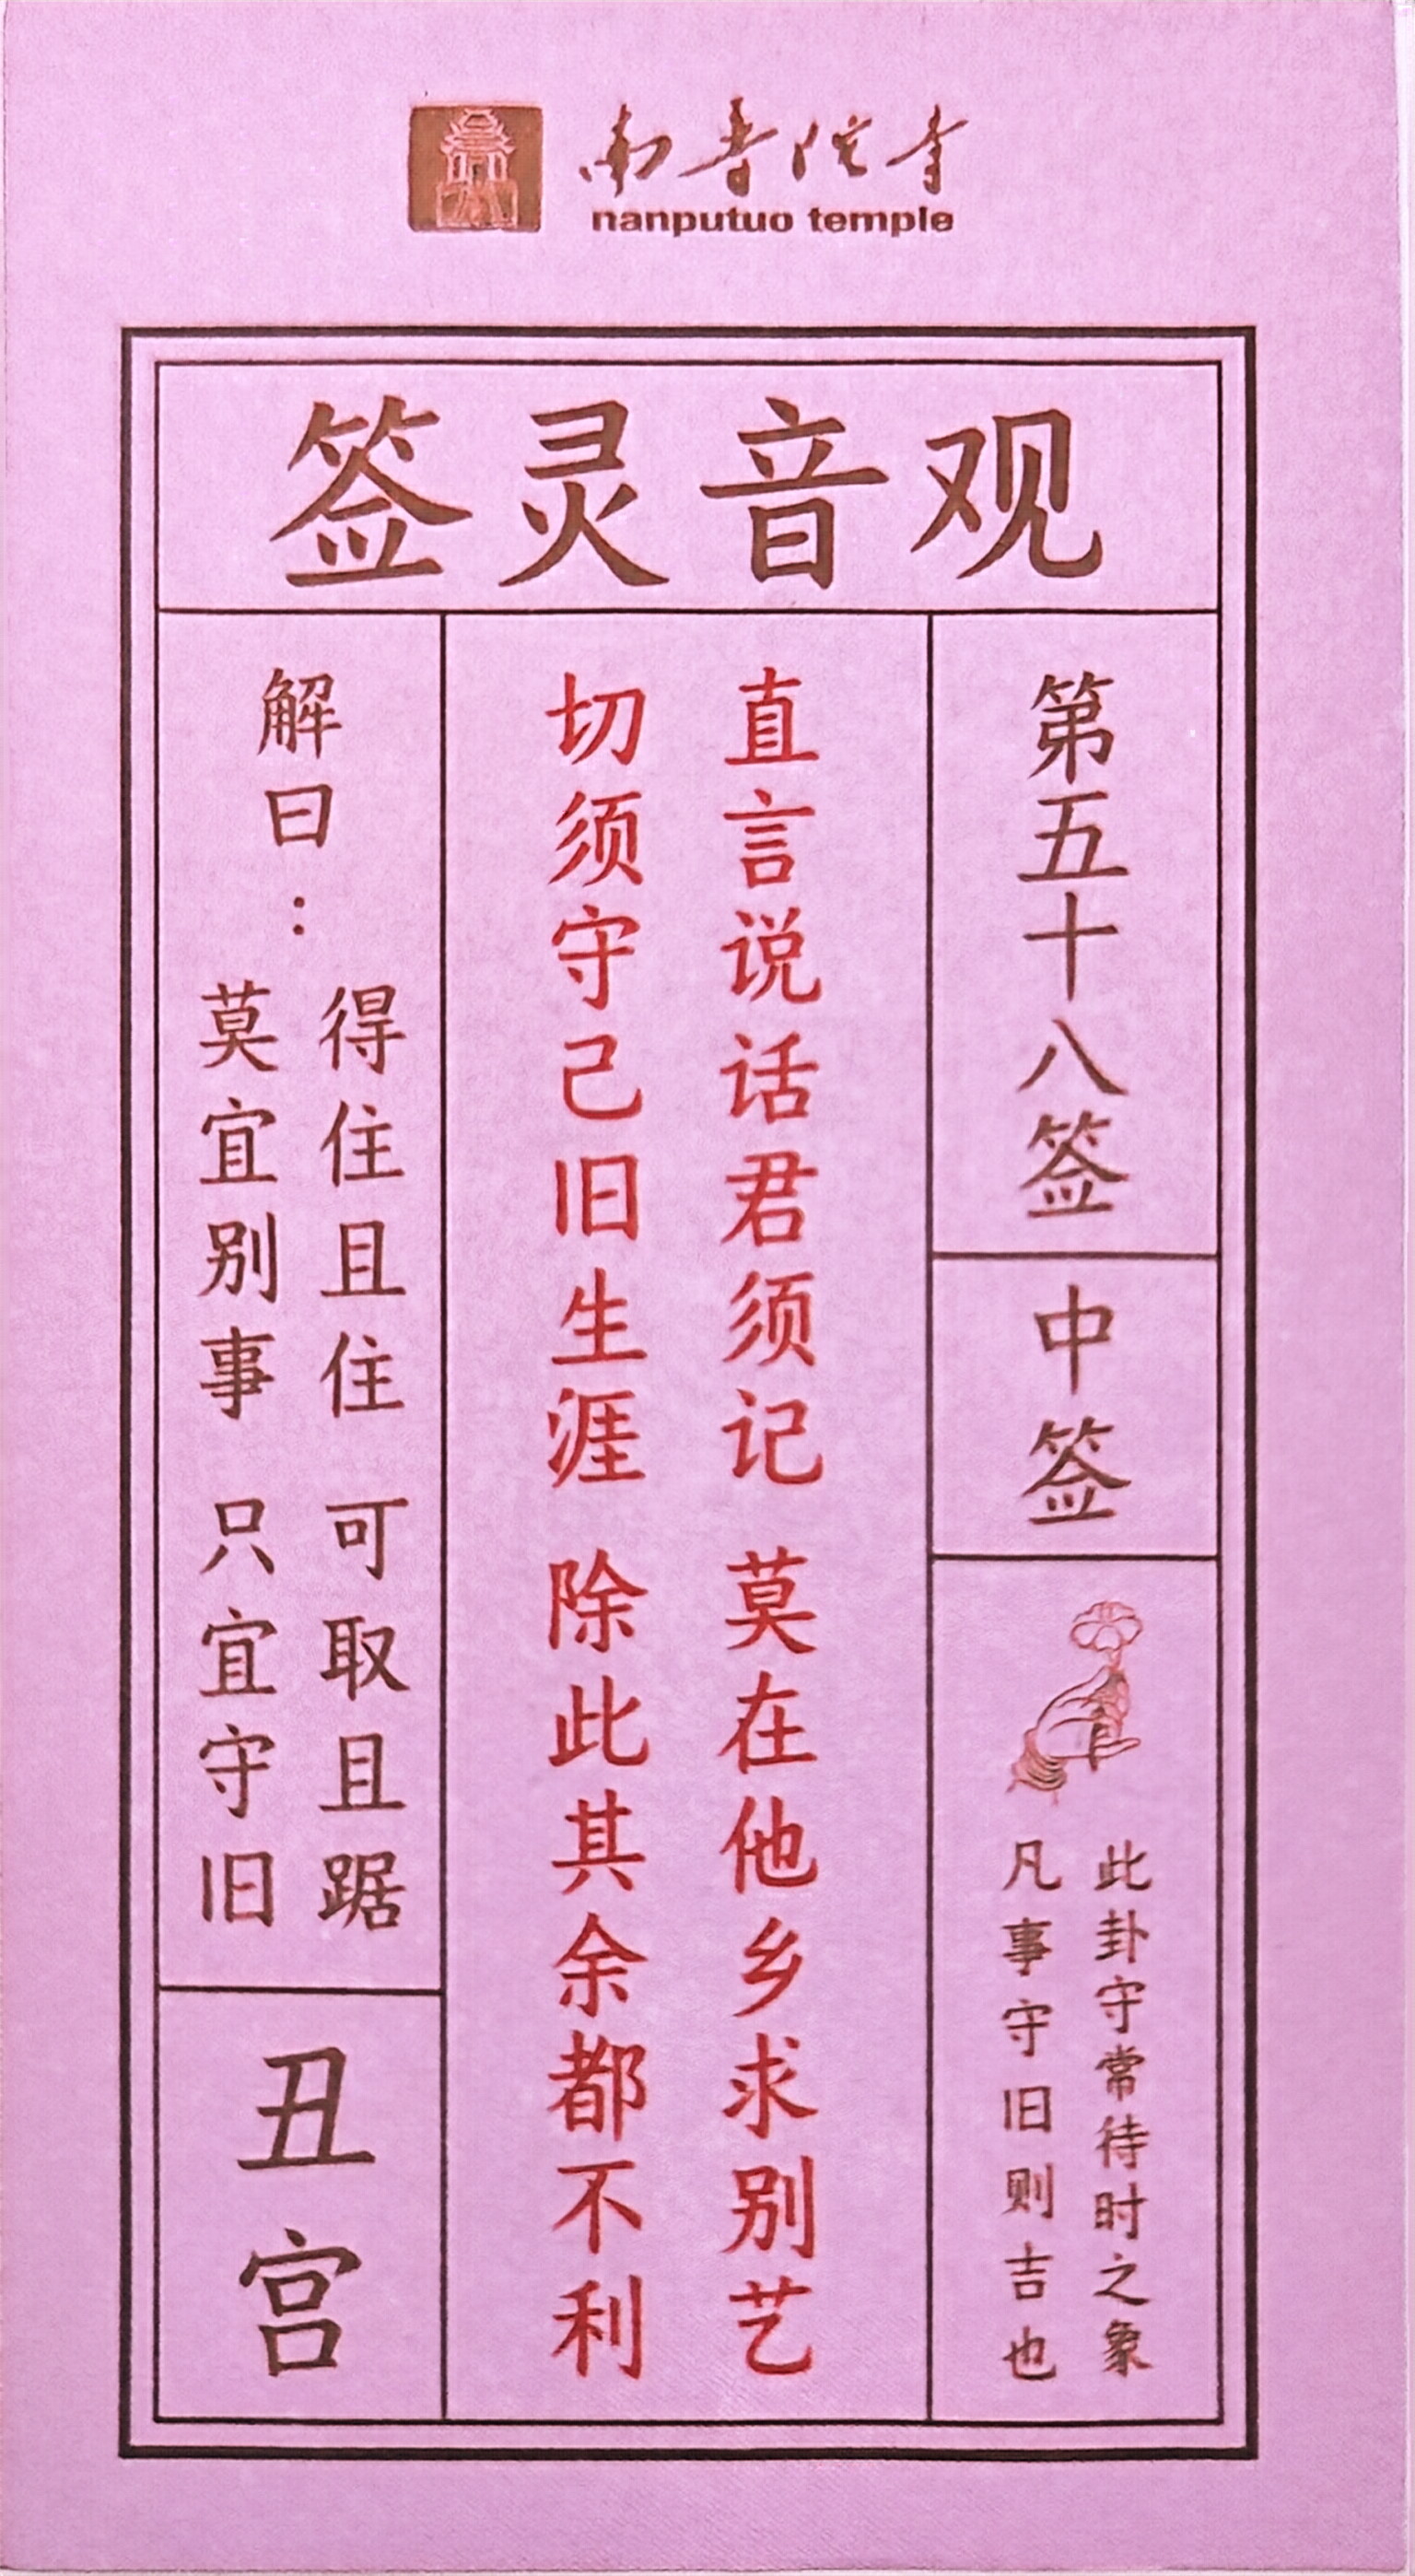 南普陀寺
nanputuo temple
观音灵签
第五十八签
中签
此卦守常待时之象
凡事守旧则吉也
直言说话君须记 莫在他乡求别艺
切须守己旧生涯 除此其余都不利
解曰：
得住且住 可取且踞
莫宜别事 只宜守旧
丑宫